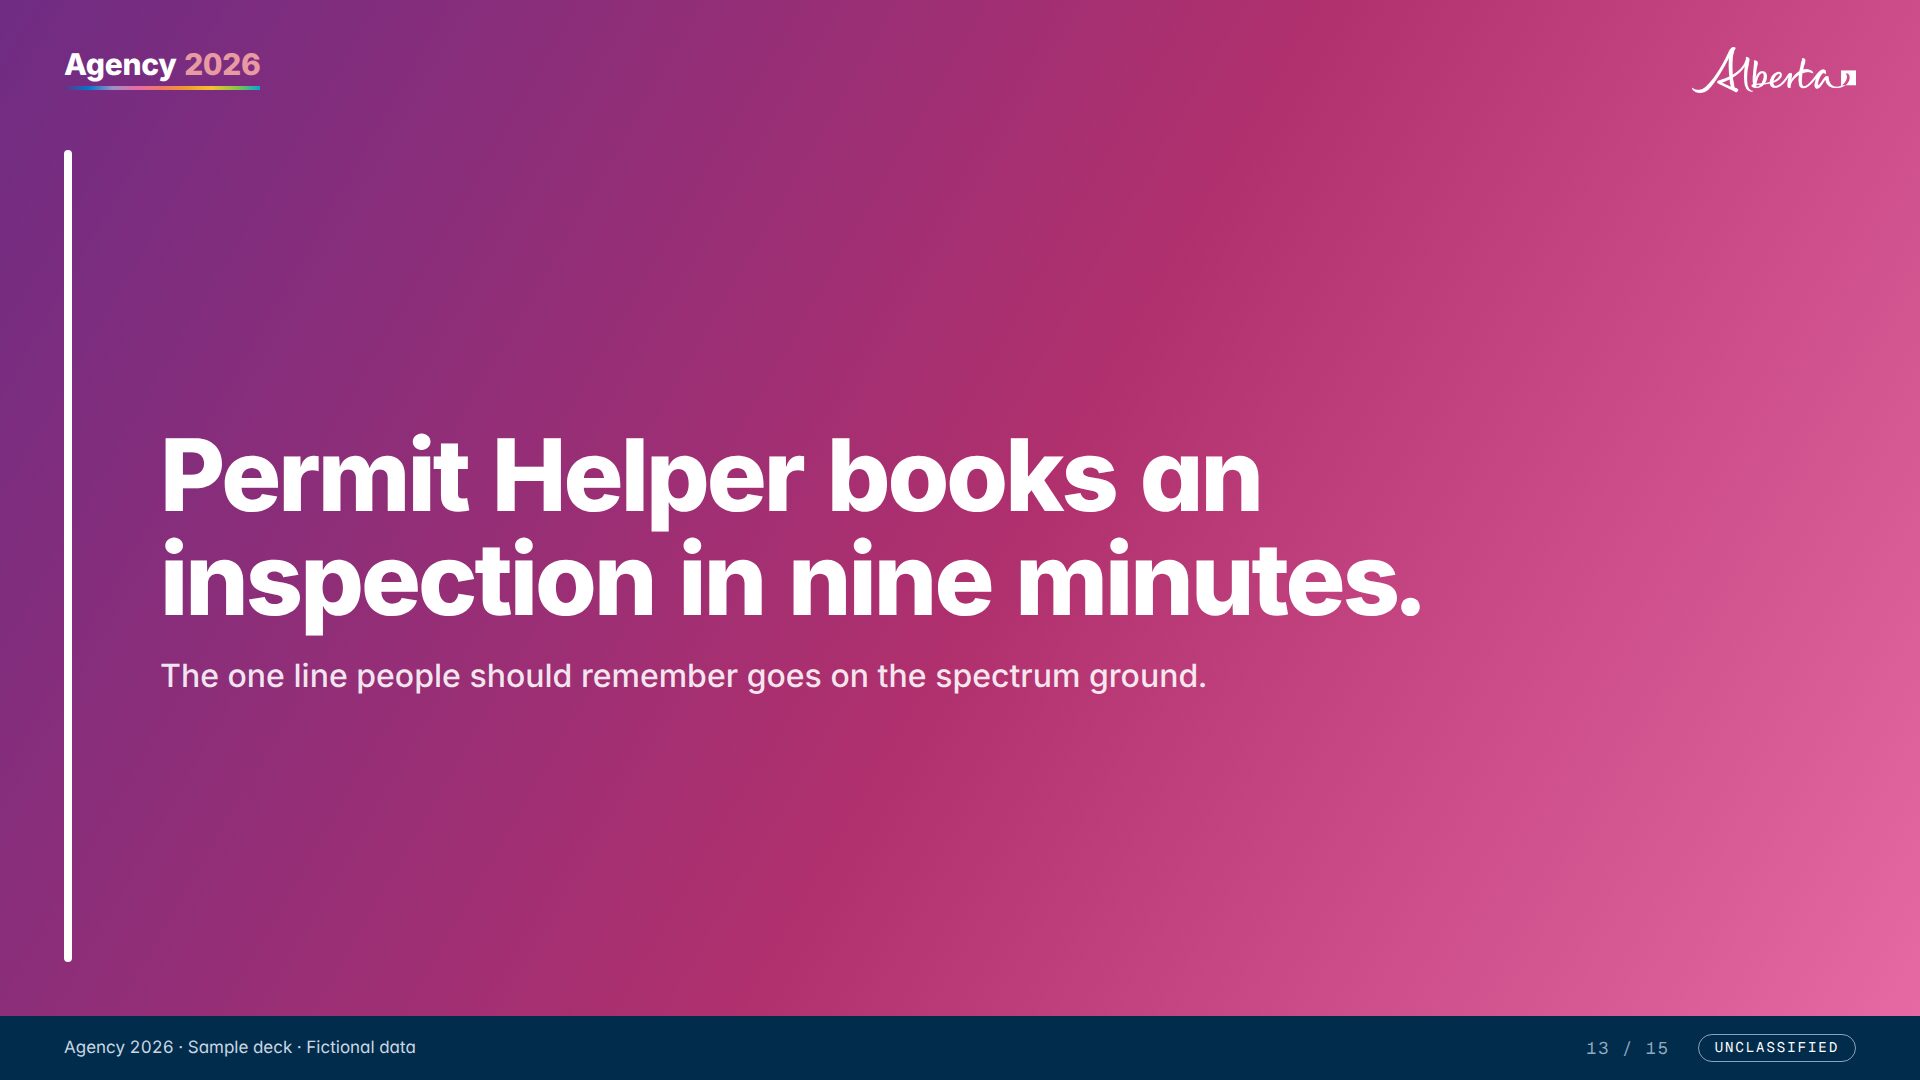 Agency 2026
Alberta
Permit Helper books an
inspection in nine minutes.
The one line people should remember goes on the spectrum ground.
Agency 2026 · Sample deck · Fictional data
13 / 15
UNCLASSIFIED